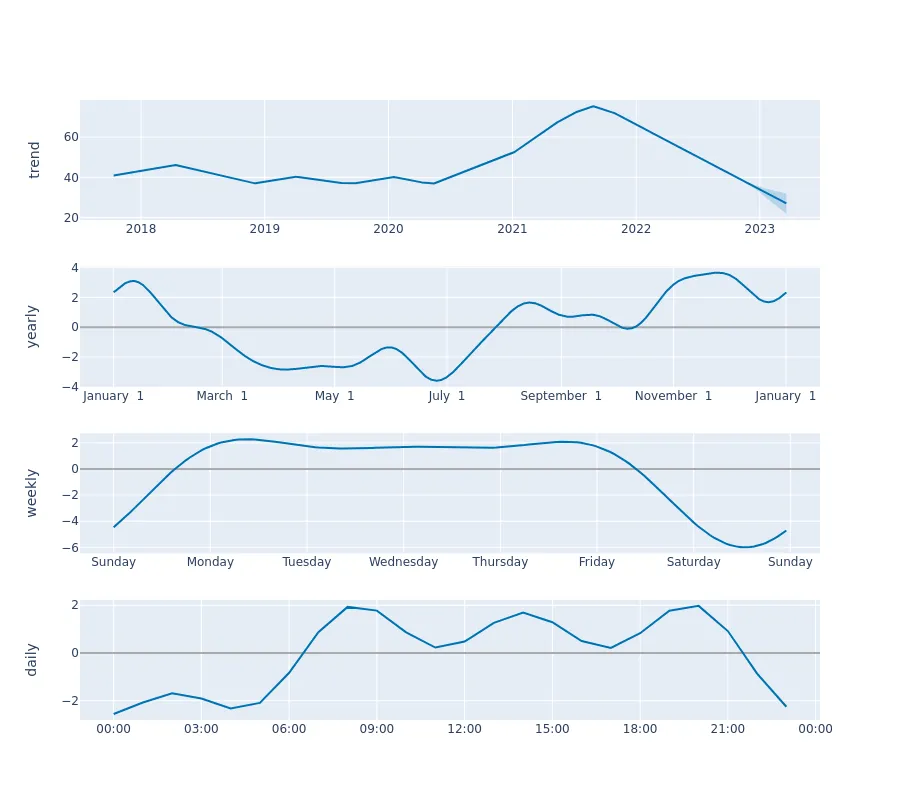 trend
60
40
20
2018 2019 2020 2021 2022 2023
yearly
4
2
0
−2
−4
January 1 March 1 May 1 July 1 September 1 November 1 January 1
weekly
2
0
−2
−4
−6
Sunday Monday Tuesday Wednesday Thursday Friday Saturday Sunday
daily
2
0
−2
00:00 03:00 06:00 09:00 12:00 15:00 18:00 21:00 00:00